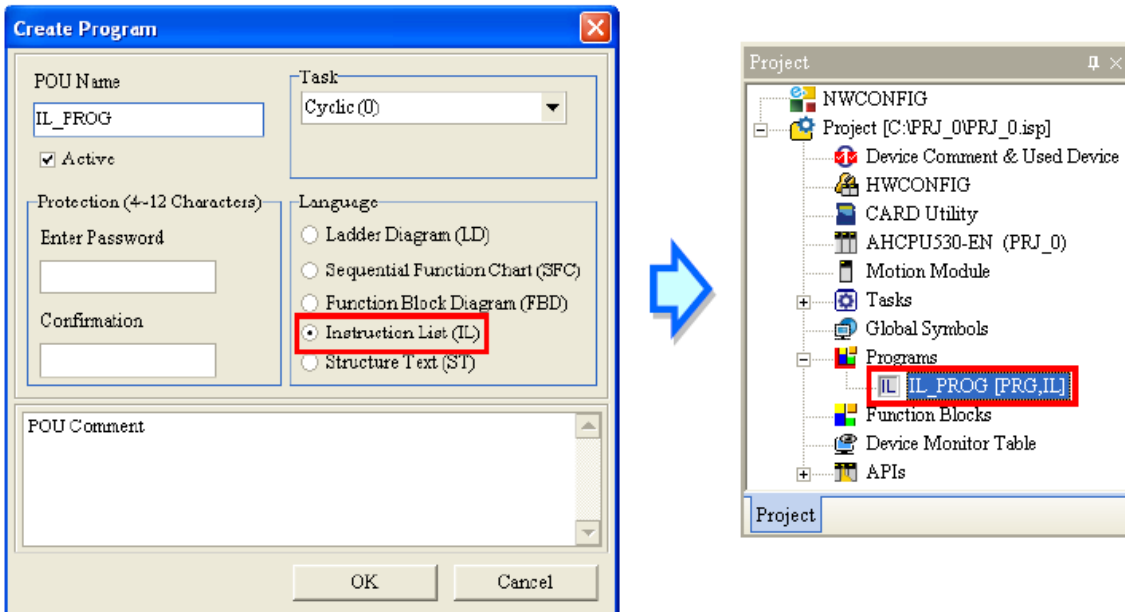 Create Program
POU Name
IL_PROG
Active
Task
Cyclic (0)
Protection (4~12 Characters)
Enter Password
Confirmation
Language
Ladder Diagram (LD)
Sequential Function Chart (SFC)
Function Block Diagram (FBD)
Instruction List (IL)
Structure Text (ST)
POU Comment
OK
Cancel
Project
NWCONFIG
Project [C:\PRJ_0\PRJ_0.isp]
Device Comment & Used Device
HWCONFIG
CARD Utility
AHCPU530-EN (PRJ_0)
Motion Module
Tasks
Global Symbols
Programs
IL IL_PROG [PRG,IL]
Function Blocks
Device Monitor Table
APIs
Project